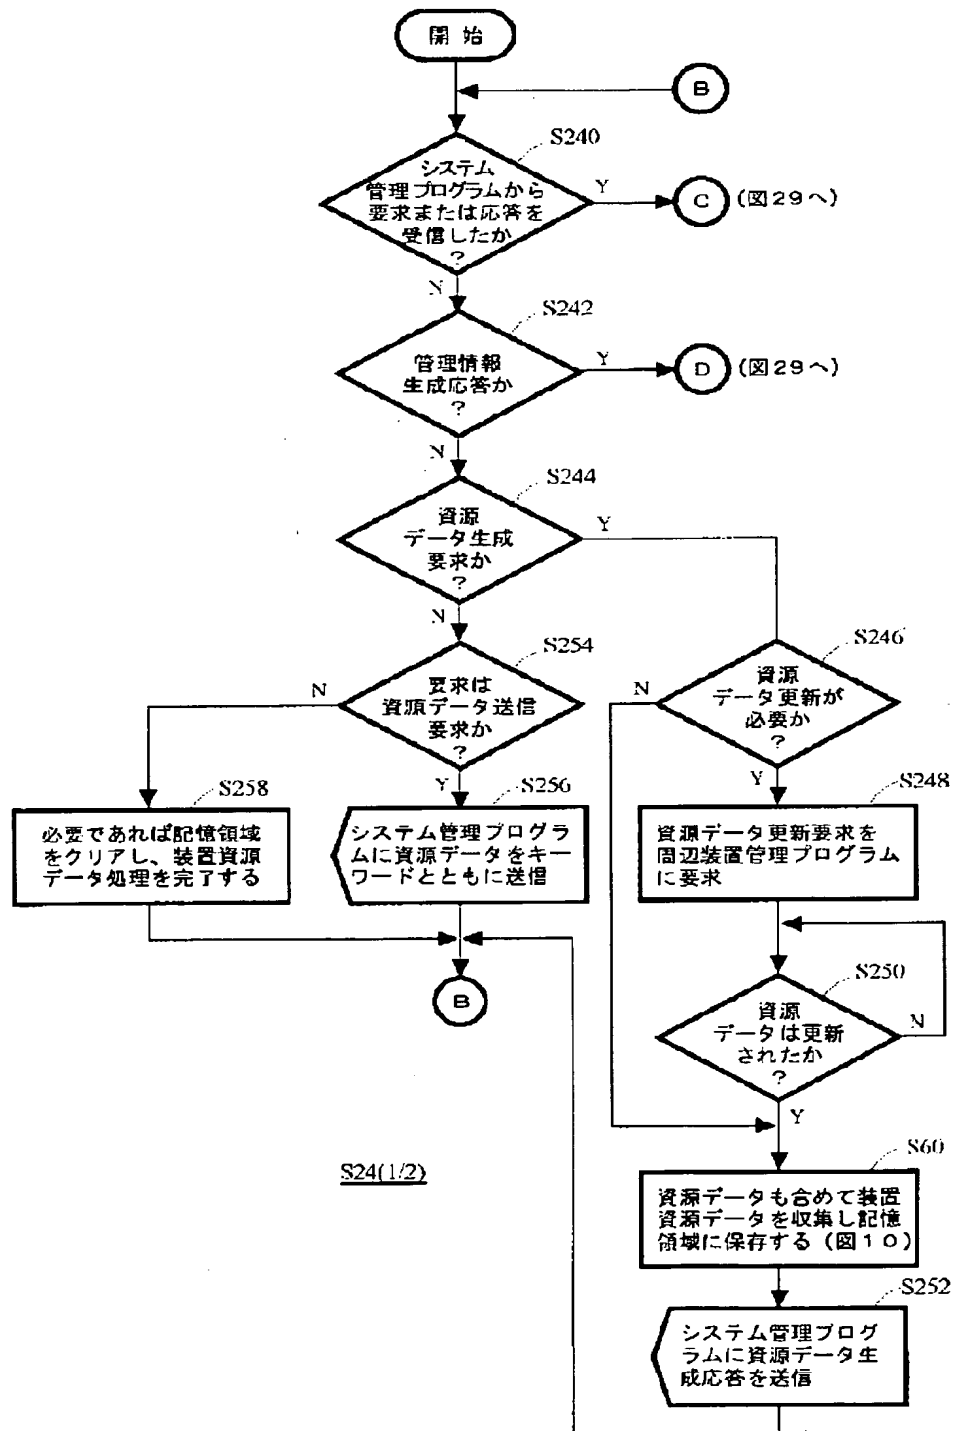 開始
B
S240
システム
管理プログラムから
要求または応答を
受信したか
?
Y
C
(図29へ)
N
S242
管理情報
生成応答か
?
Y
D
(図29へ)
N
S244
資源
データ生成
要求か
?
Y
N
S254
要求は
資源データ送信
要求か
?
N
Y
S246
資源
データ更新が
必要か
?
N
Y
S258
必要であれば記憶領域
をクリアし、装置資源
データ処理を完了する
S256
システム管理プログラ
ムに資源データをキー
ワードとともに送信
S248
資源データ更新要求を
周辺装置管理プログラム
に要求
B
S250
資源
データは更新
されたか
?
N
Y
S24(1/2)
S60
資源データも含めて装置
資源データを収集し記憶
領域に保存する(図10)
S252
システム管理プログ
ラムに資源データ生
成応答を送信